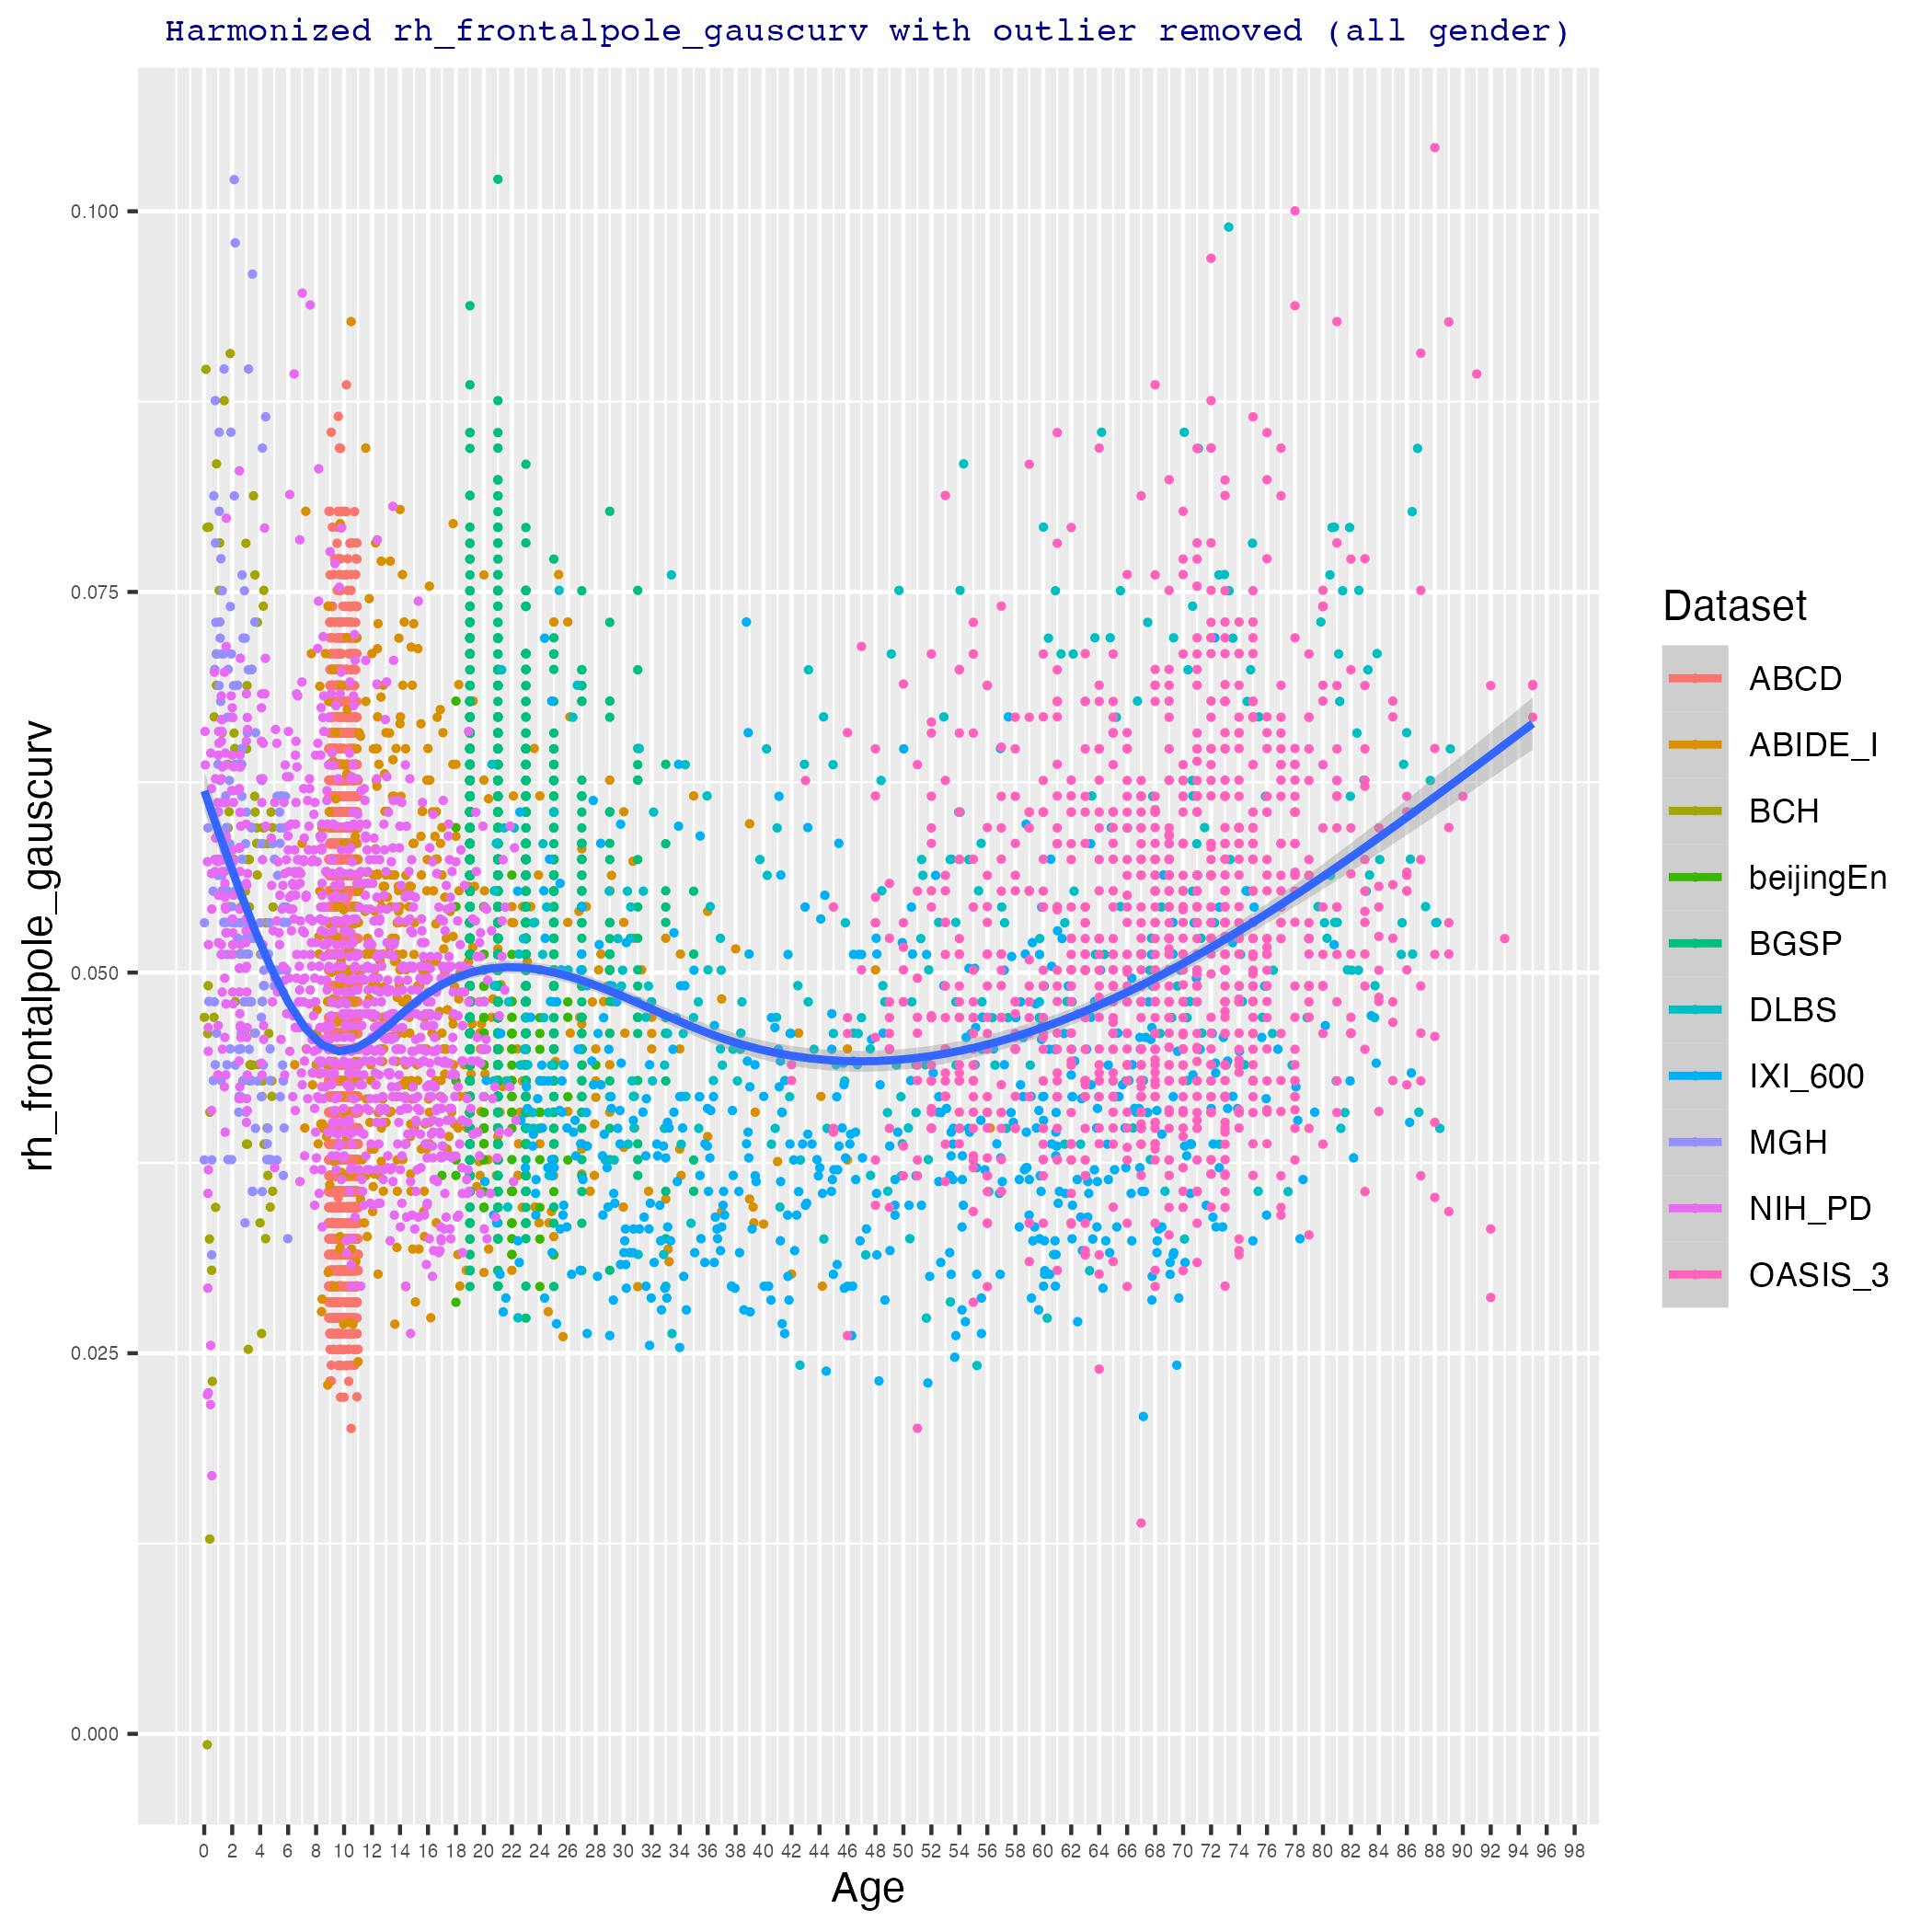 Harmonized rh_frontalpole_gauscurv with outlier removed (all gender)
rh_frontalpole_gauscurv
0.100
0.075
0.050
0.025
0.000
0 2 4 6 8 10 12 14 16 18 20 22 24 26 28 30 32 34 36 38 40 42 44 46 48 50 52 54 56 58 60 62 64 66 68 70 72 74 76 78 80 82 84 86 88 90 92 94 96 98
Age
Dataset
ABCD
ABIDE_I
BCH
beijingEn
BGSP
DLBS
IXI_600
MGH
NIH_PD
OASIS_3